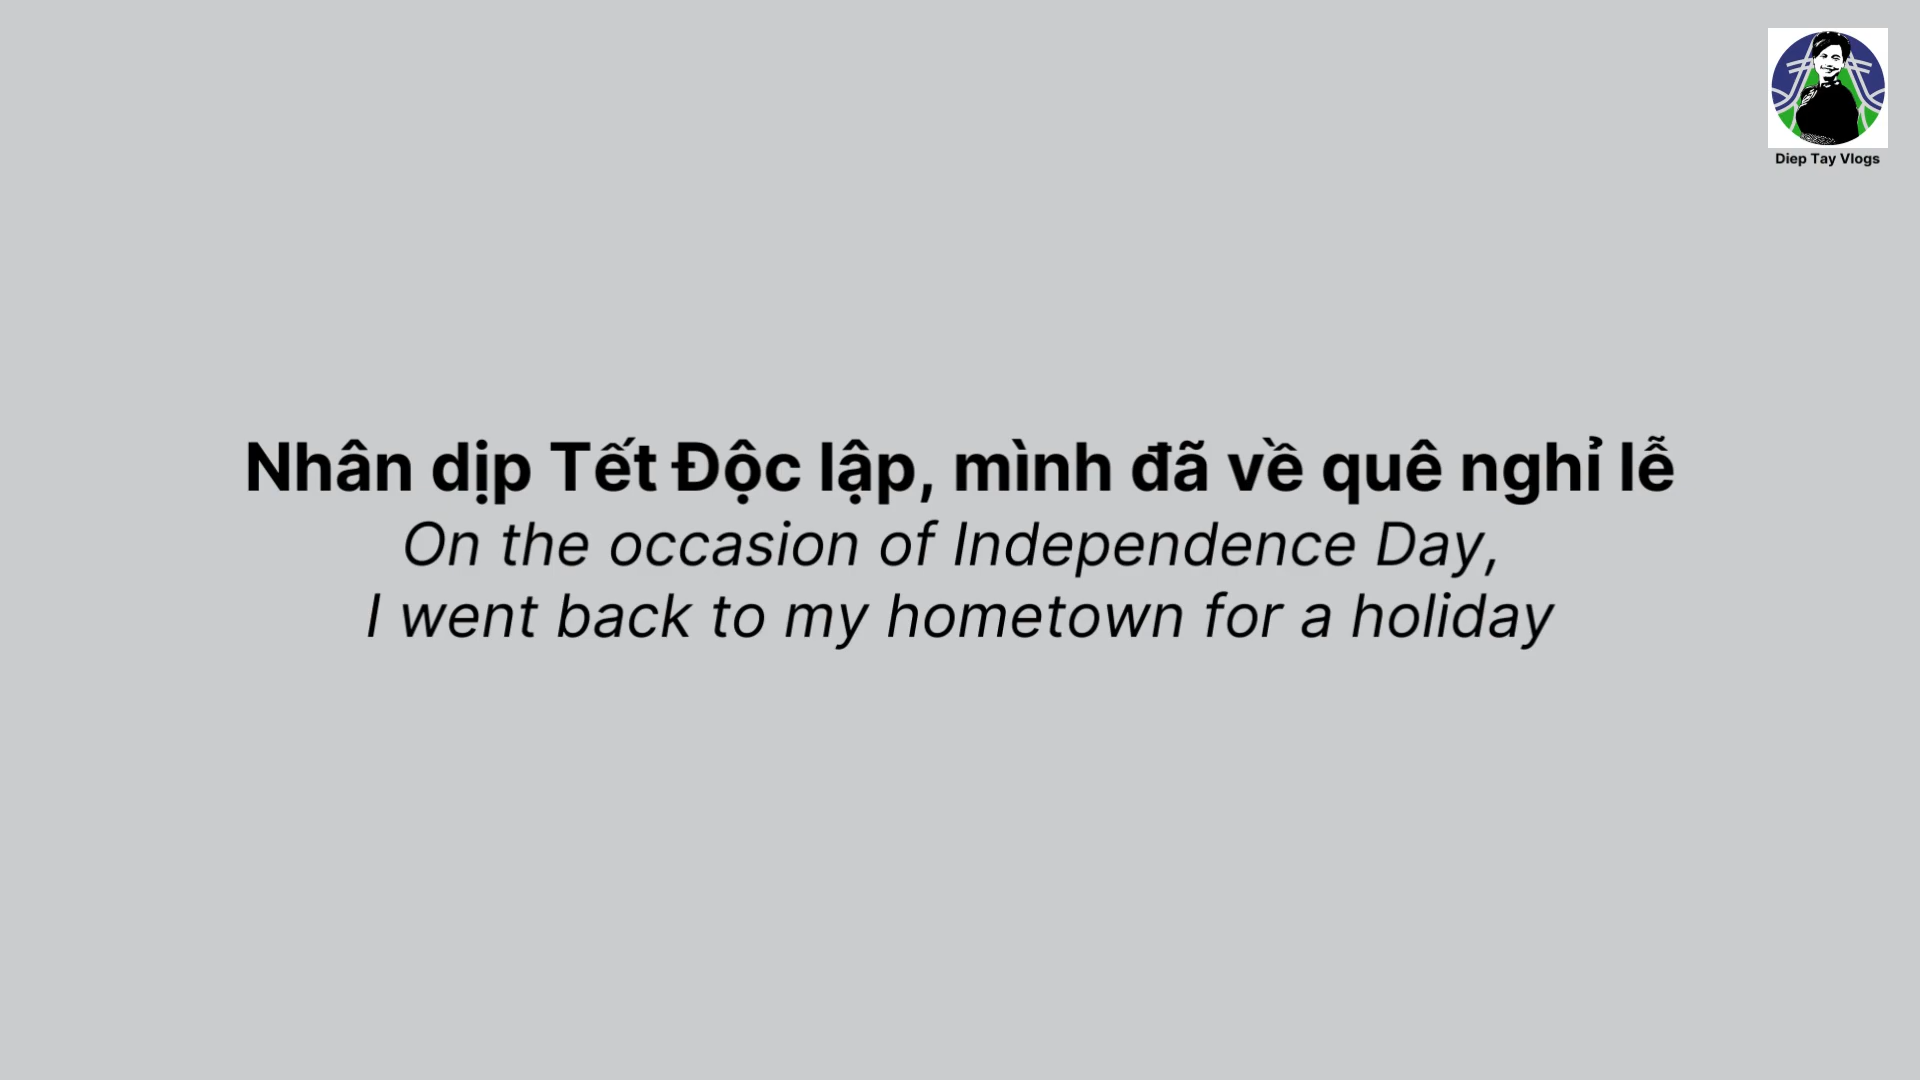 Diep Tay Vlogs
Nhân dịp Tết Độc lập, mình đã về quê nghỉ lễ
On the occasion of Independence Day,
I went back to my hometown for a holiday